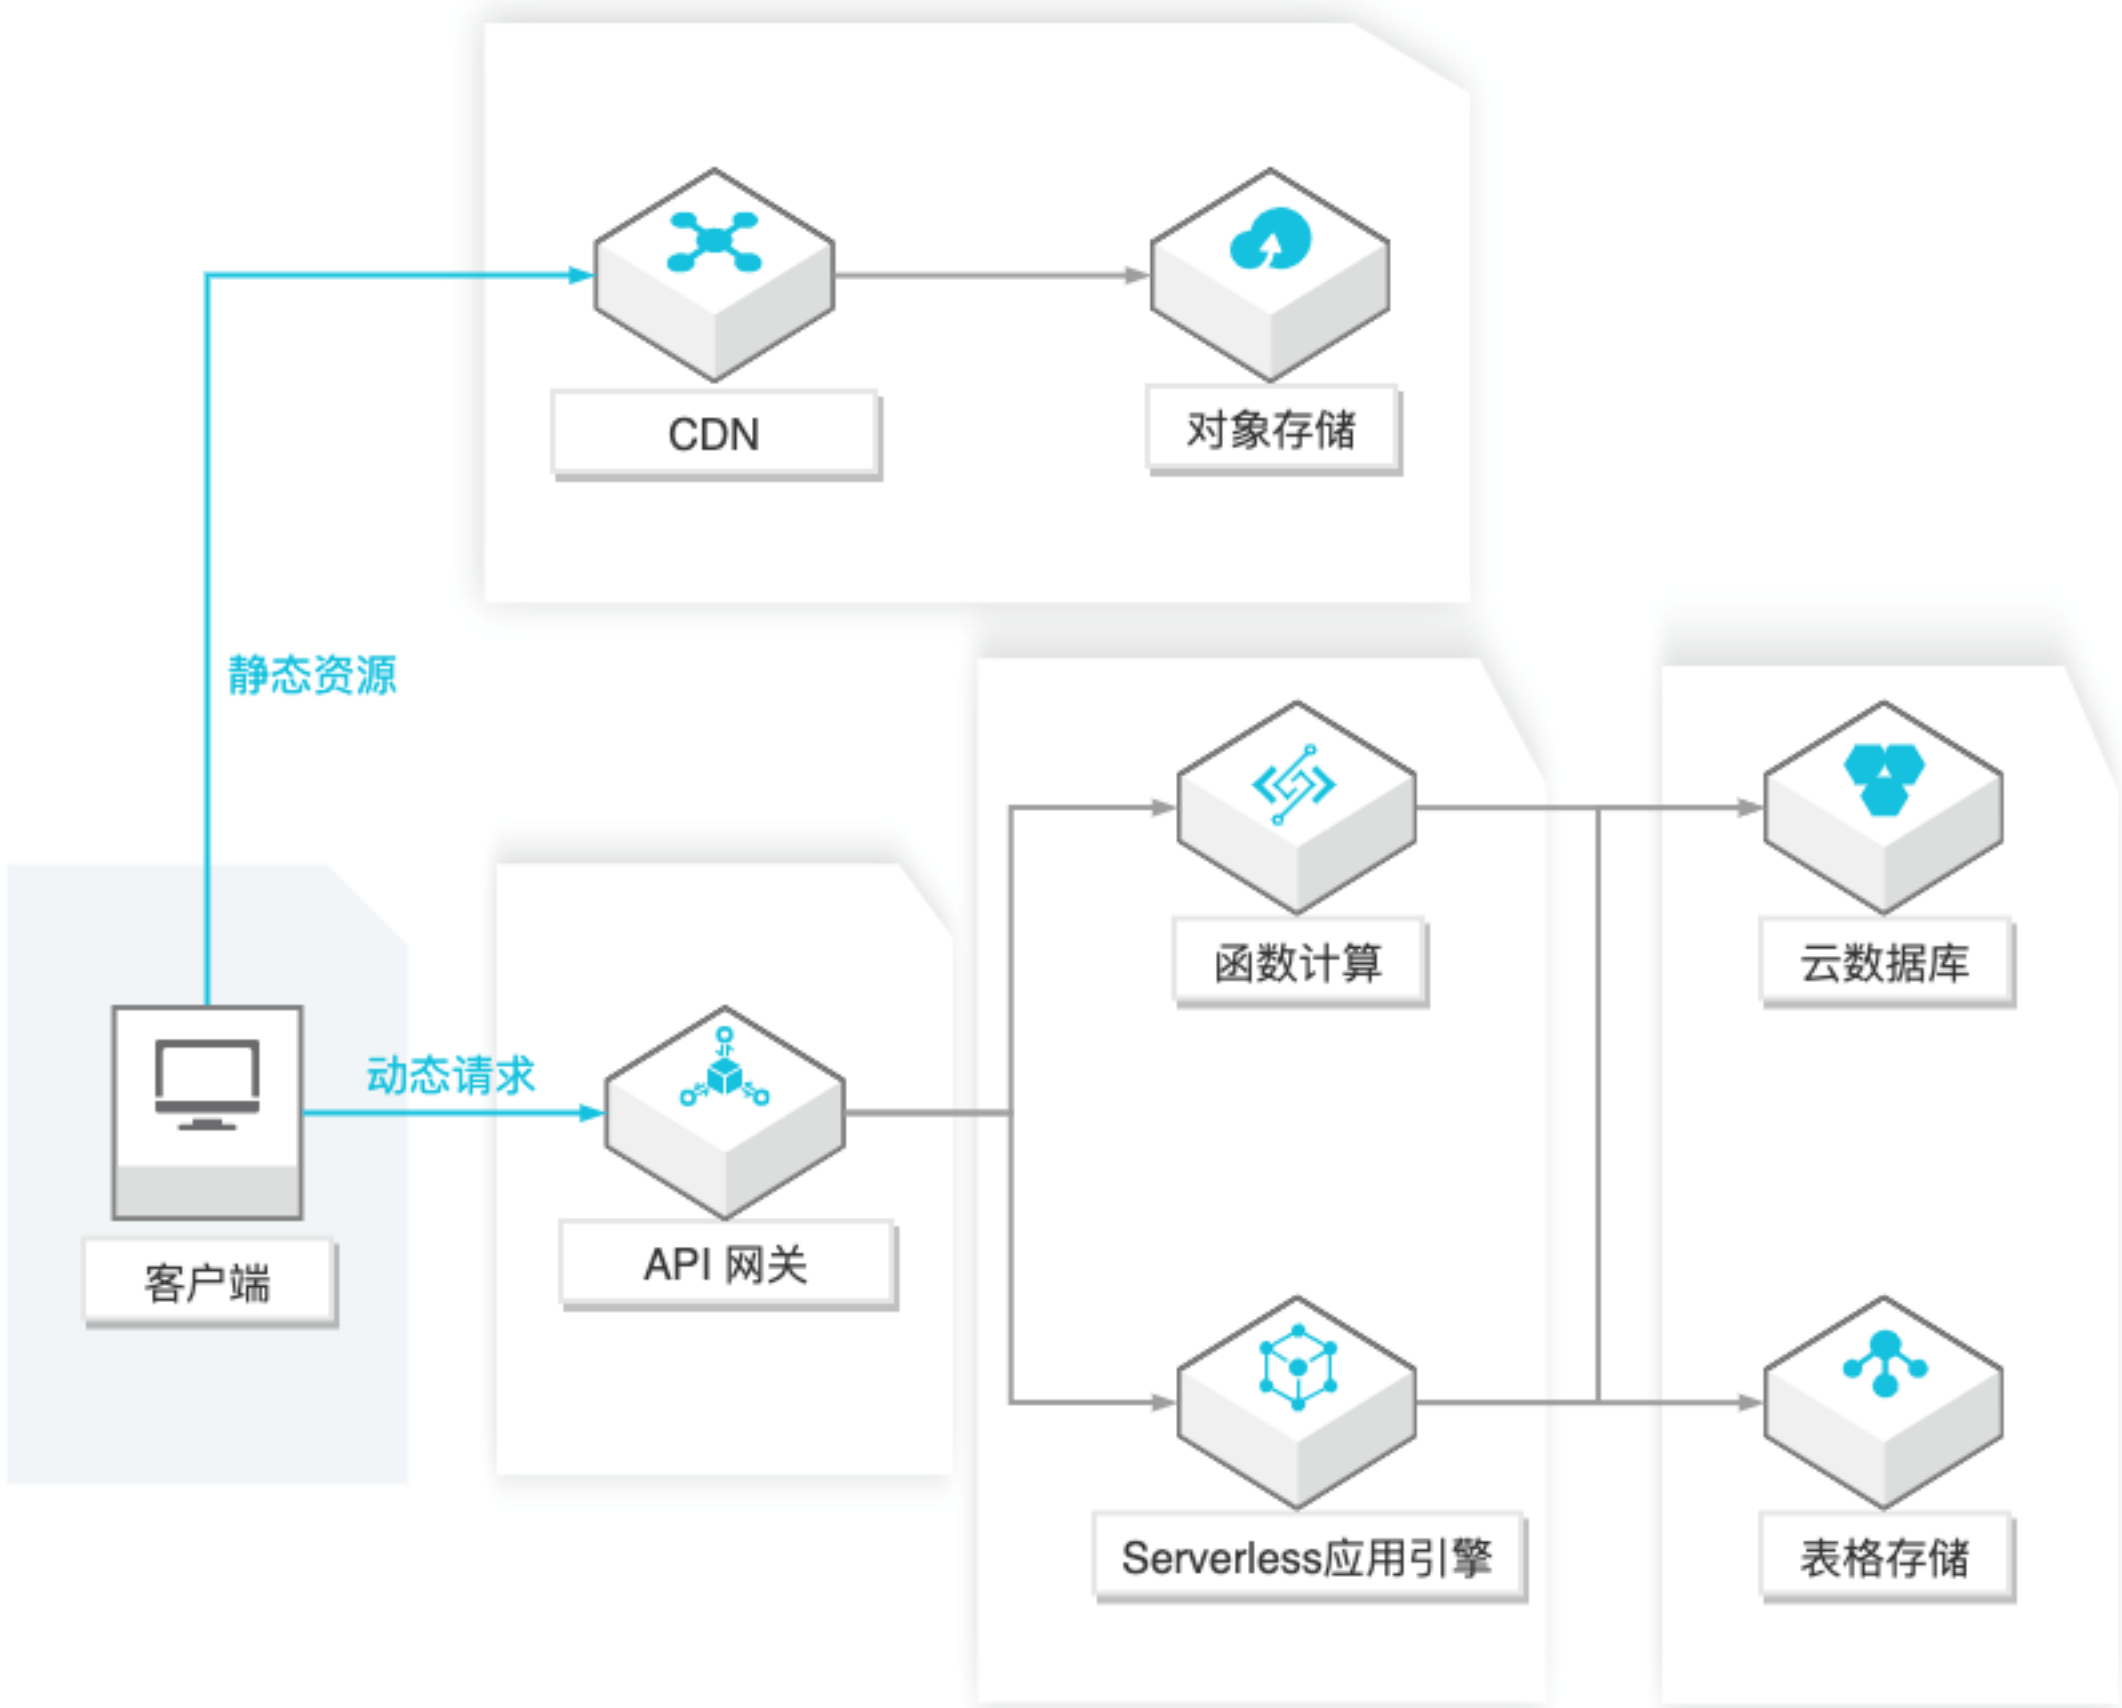 CDN
对象存储
静态资源
函数计算
云数据库
动态请求
API 网关
客户端
Serverless应用引擎
表格存储